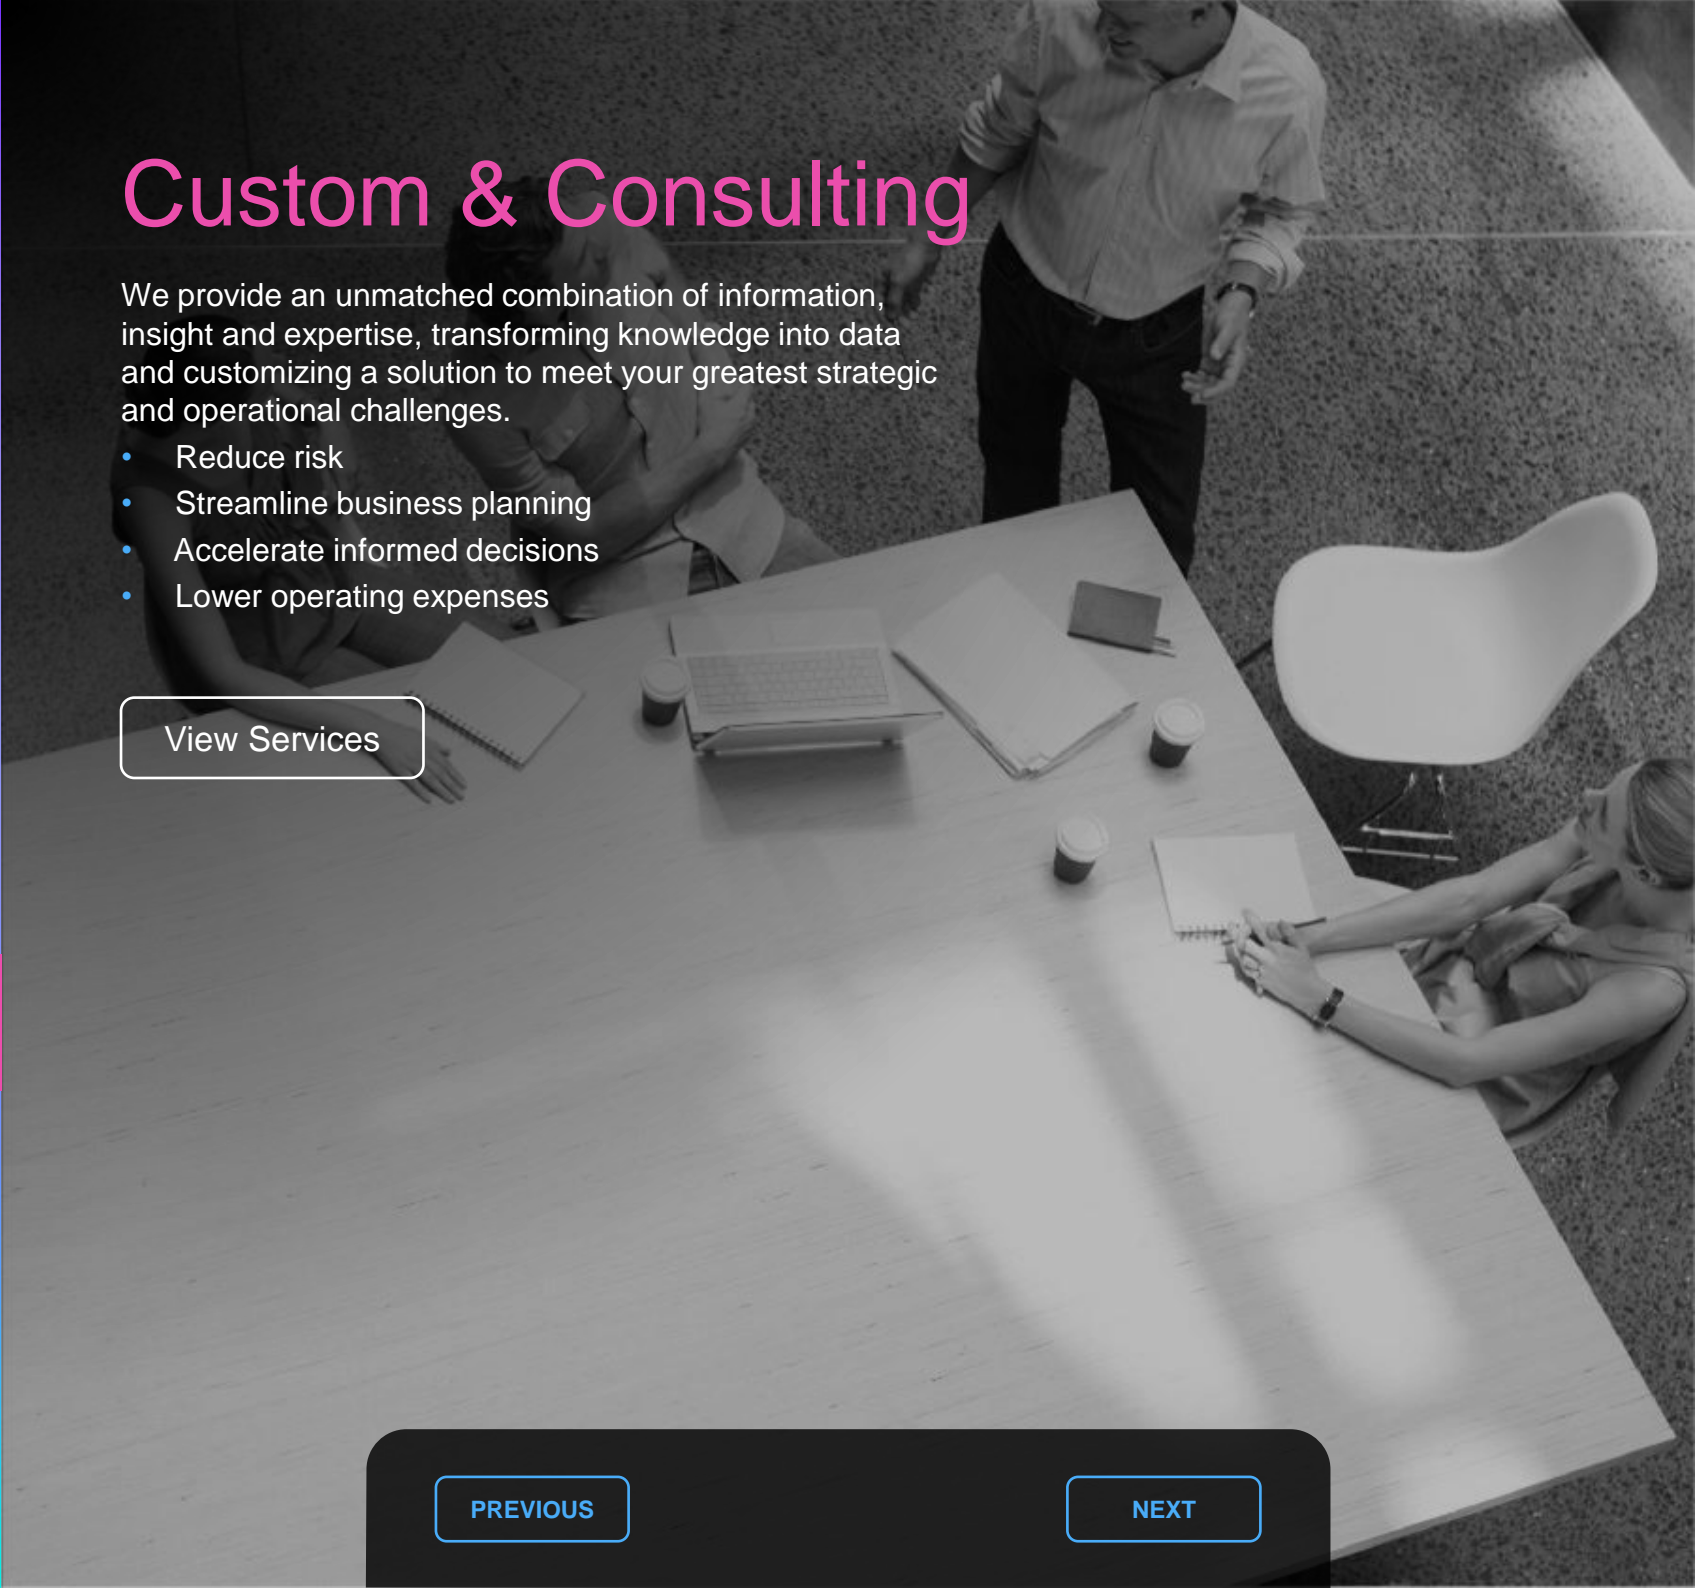 Custom & Consulting
We provide an unmatched combination of information,
insight and expertise, transforming knowledge into data
and customizing a solution to meet your greatest strategic
and operational challenges.
• Reduce risk
• Streamline business planning
• Accelerate informed decisions
• Lower operating expenses
View Services
PREVIOUS
NEXT